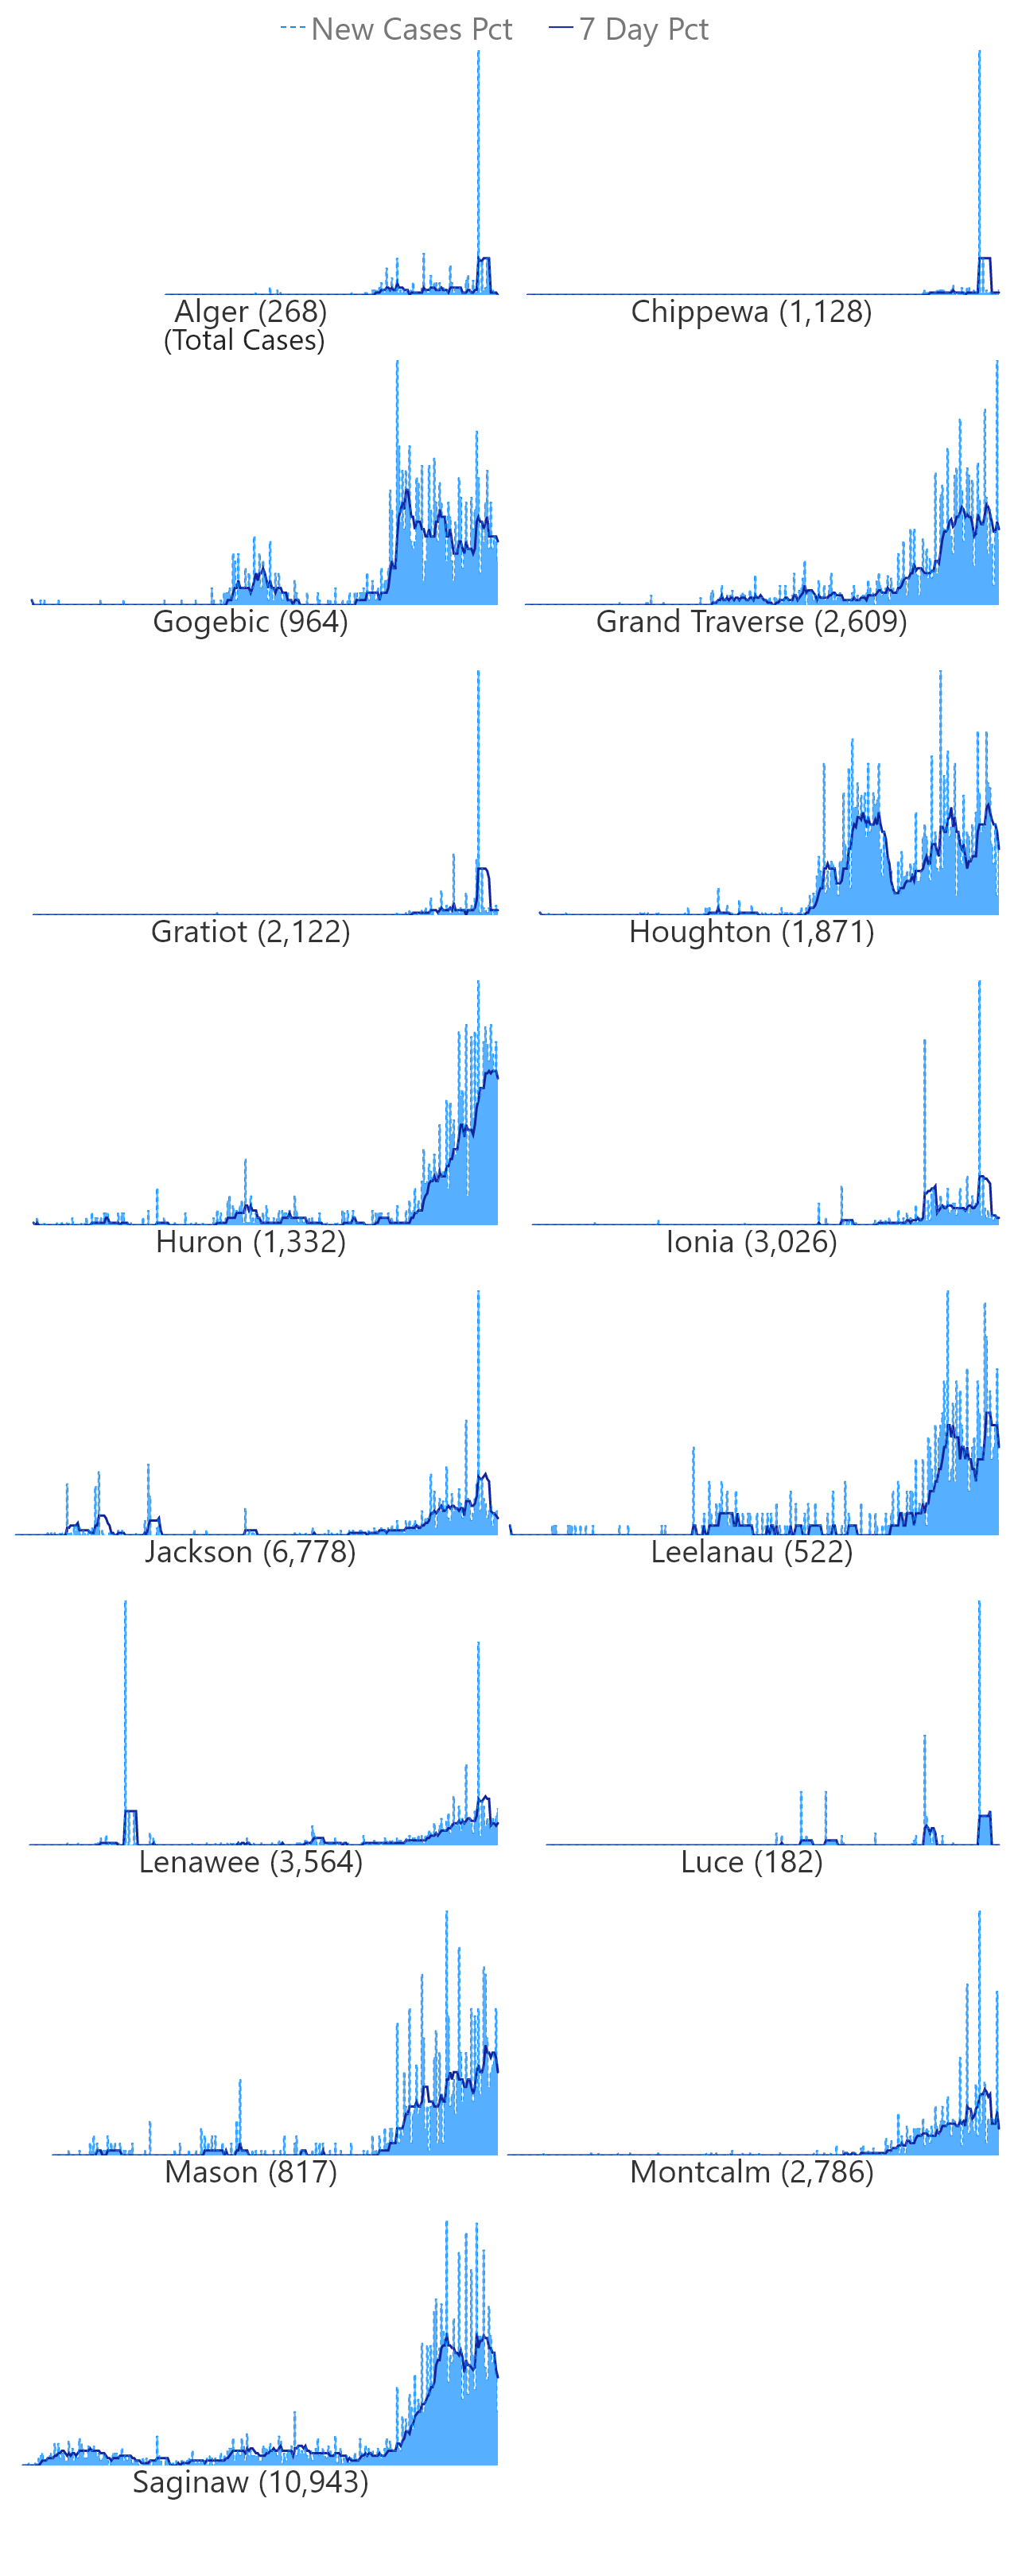 New Cases Pct 7 Day Pct
Alger (268)
(Total Cases)
Chippewa (1,128)
Gogebic (964)
Grand Traverse (2,609)
Gratiot (2,122)
Houghton (1,871)
Huron (1,332)
Ionia (3,026)
Jackson (6,778)
Leelanau (522)
Lenawee (3,564)
Luce (182)
Mason (817)
Montcalm (2,786)
Saginaw (10,943)